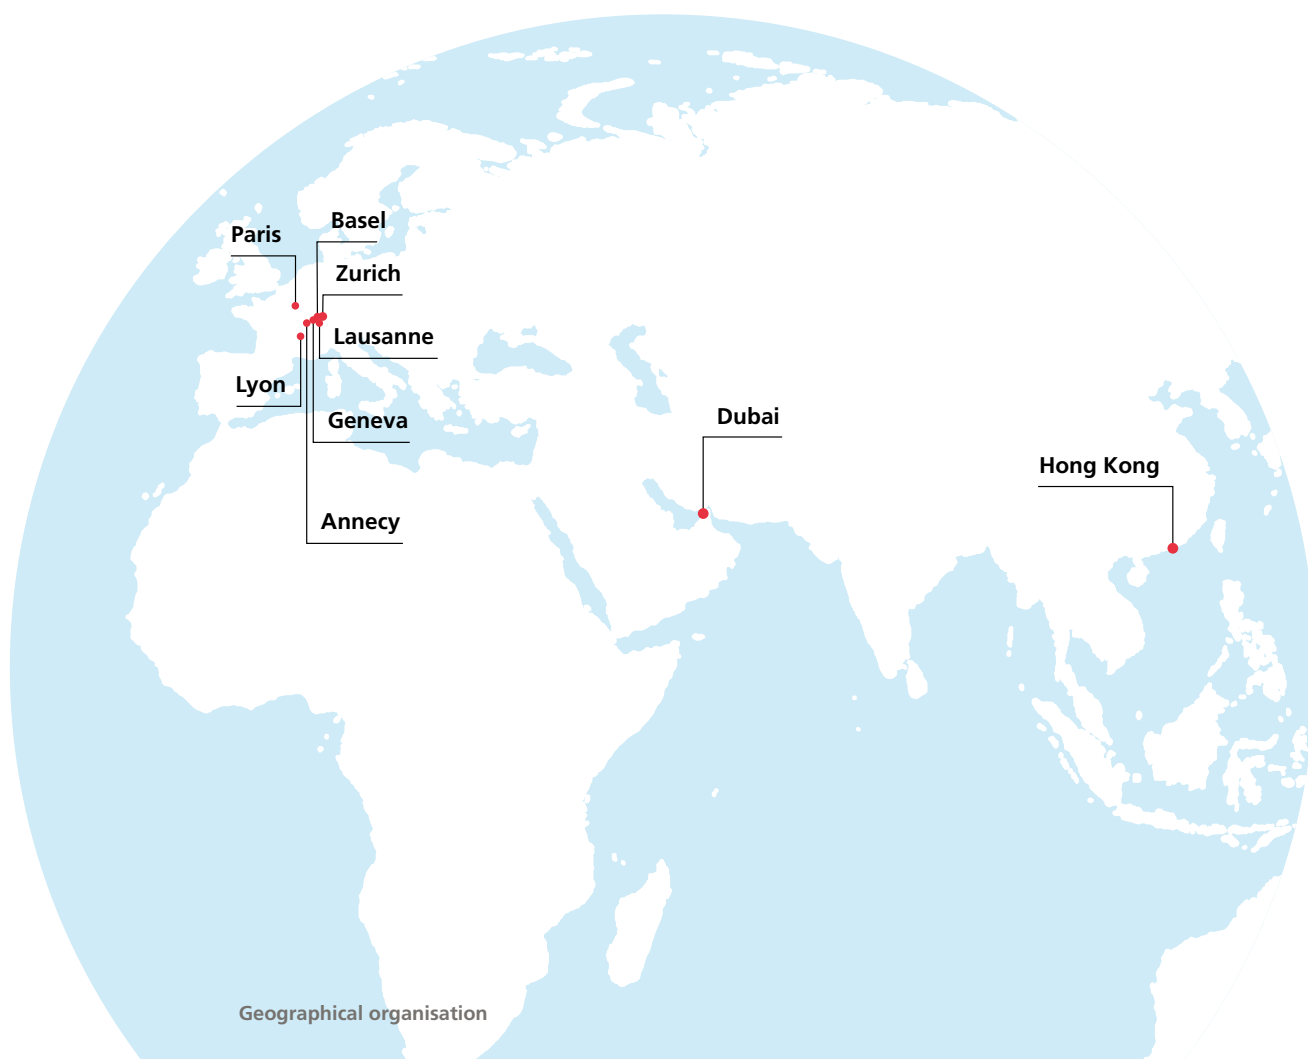 Basel
Paris
Zurich
Lausanne
Lyon
Geneva
Dubai
Hong Kong
Annecy
Geographical organisation